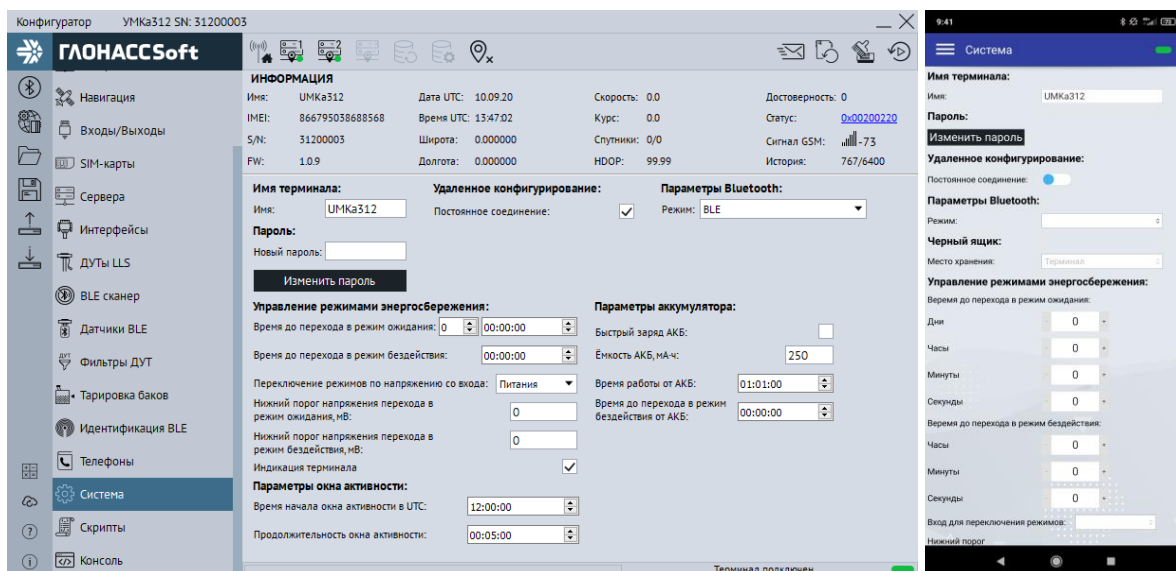 Конфигуратор УМКа312 SN: 31200003
ГЛОНАССSoft
Навигация
Входы/Выходы
SIM-карты
Сервера
Интерфейсы
ДУТы LLS
BLE сканер
Датчики BLE
Фильтры ДУТ
Тарировка баков
Идентификация BLE
Телефоны
Система
Скрипты
Консоль
1 2
ИНФОРМАЦИЯ
Имя: УМКа312 Дата UTC: 10.09.20 Скорость: 0.0 Достоверность: 0
IMEI: 866795038688568 Время UTC: 13:47:02 Курс: 0.0 Статус: 0x00200220
S/N: 31200003 Широта: 0.000000 Спутники: 0/0 Сигнал GSM: -73
FW: 1.0.9 Долгота: 0.000000 HDOP: 99.99 История: 767/6400
Имя терминала: Удаленное конфигурирование: Параметры Bluetooth:
Имя: UMKa312 Постоянное соединение: Режим: BLE
Пароль:
Новый пароль:
Изменить пароль
Управление режимами энергосбережения: Параметры аккумулятора:
Время до перехода в режим ожидания: 0 00:00:00 Быстрый заряд АКБ:
Время до перехода в режим бездействия: 00:00:00 Ёмкость АКБ, мА·ч: 250
Переключение режимов по напряжению со входа: Питания Время работы от АКБ: 01:01:00
Нижний порог напряжения перехода в
режим ожидания, мВ: 0
Время до перехода в режим
бездействия от АКБ: 00:00:00
Нижний порог напряжения перехода в
режим бездействия, мВ: 0
Индикация терминала
Параметры окна активности:
Время начала окна активности в UTC: 12:00:00
Продолжительность окна активности: 00:05:00
Терминал подключен
9:41
Система
Имя терминала:
Имя: UMKa312
Пароль:
Изменить пароль
Удаленное конфигурирование:
Постоянное соединение:
Параметры Bluetooth:
Режим:
Черный ящик:
Место хранения: Терминал
Управление режимами энергосбережения:
Веремя до перехода в режим ожидания:
Дни - 0 +
Часы - 0 +
Минуты - 0 +
Секунды - 0 +
Веремя до перехода в режим бездействия:
Часы - 0 +
Минуты - 0 +
Секунды - 0 +
Вход для переключения режимов:
Нижний порог